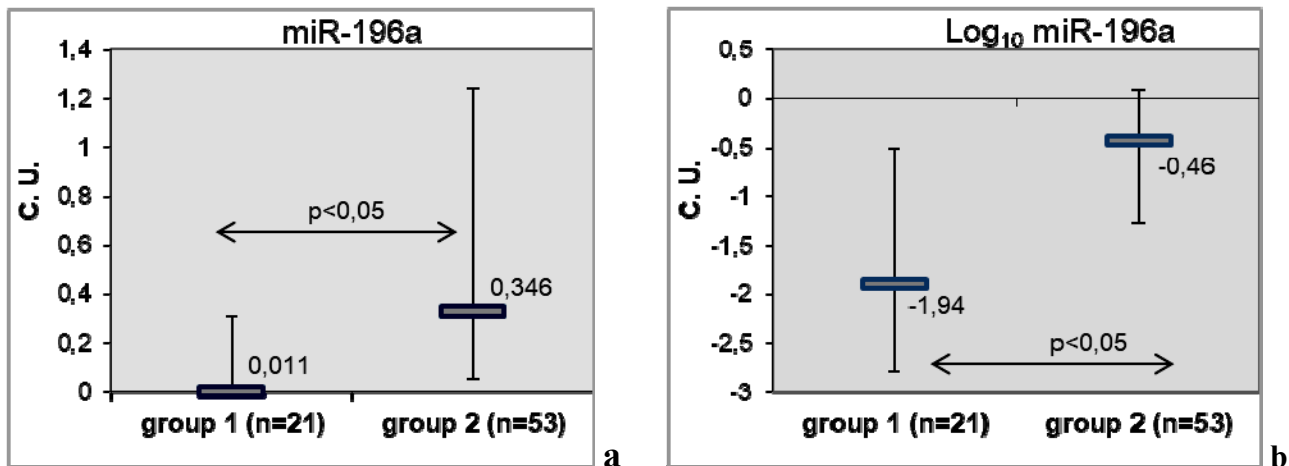 miR-196a
1,4
1,2
1
0,8
0,6
0,4
0,2
0
C. U.
p<0,05
0,011
0,346
group 1 (n=21)
group 2 (n=53)
a
Log₁₀ miR-196a
0,5
0
-0,5
-1
-1,5
-2
-2,5
-3
C. U.
-1,94
-0,46
p<0,05
group 1 (n=21)
group 2 (n=53)
b